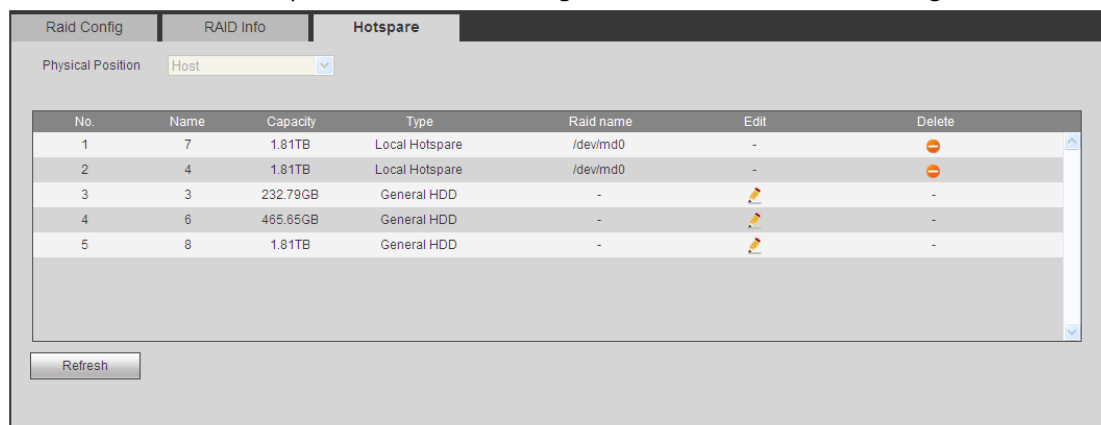 Raid Config RAID Info Hotspare
Physical Position Host
No. Name Capacity Type Raid name Edit Delete
1 7 1.81TB Local Hotspare /dev/md0 -
2 4 1.81TB Local Hotspare /dev/md0 -
3 3 232.79GB General HDD - -
4 6 465.65GB General HDD - -
5 8 1.81TB General HDD - -
Refresh